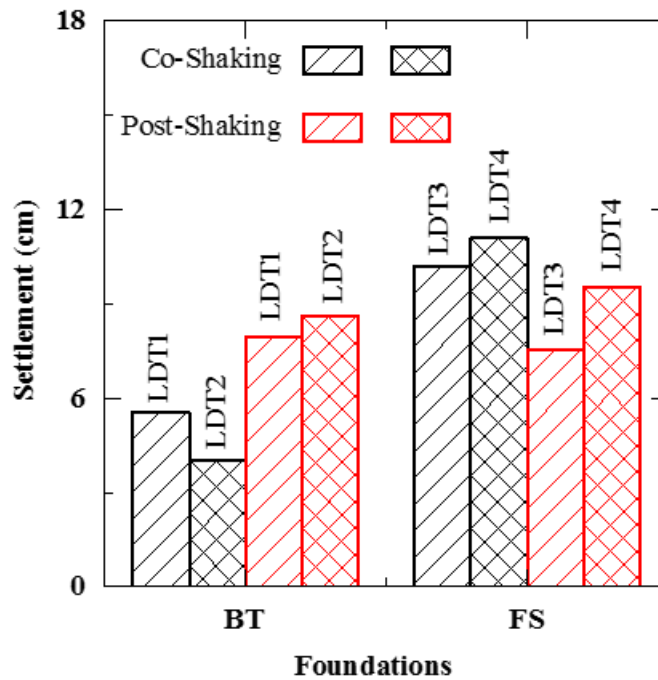 18
Co-Shaking
Post-Shaking
12
Settlement (cm)
LDT1
LDT2
LDT1
LDT2
LDT3
LDT4
LDT3
LDT4
6
0
BT
FS
Foundations